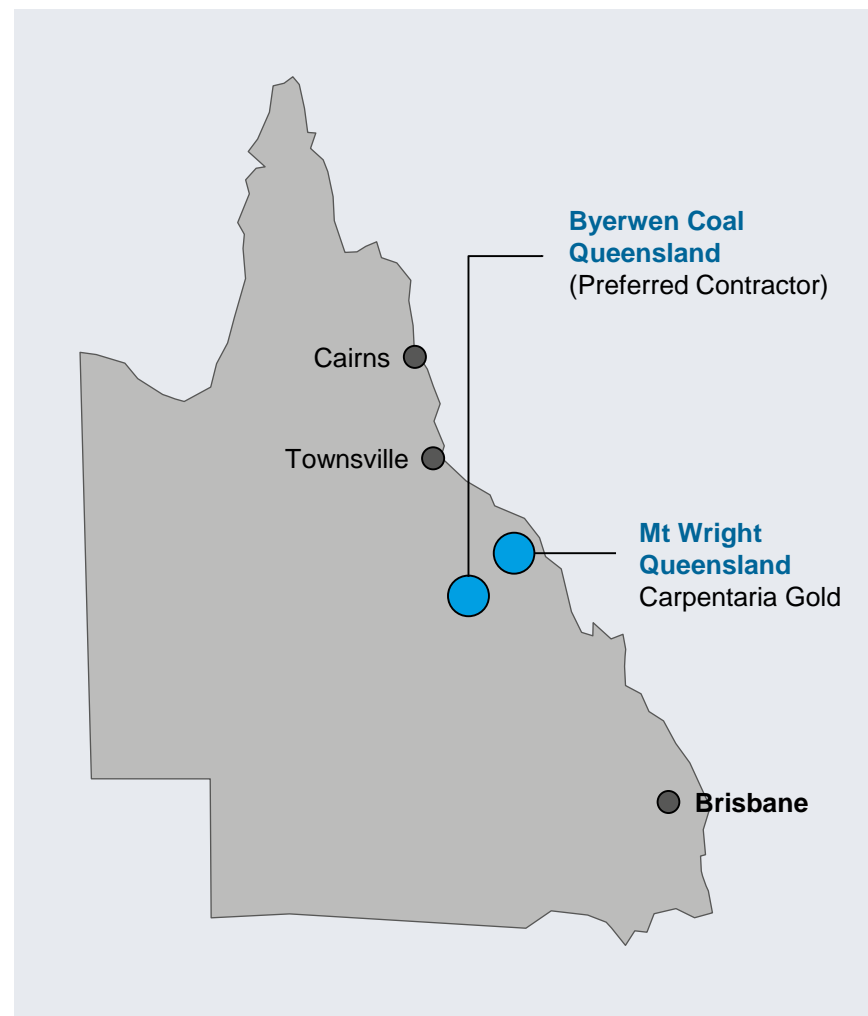 Byerwen Coal
Queensland
(Preferred Contractor)
Cairns
Townsville
Mt Wright
Queensland
Carpentaria Gold
Brisbane